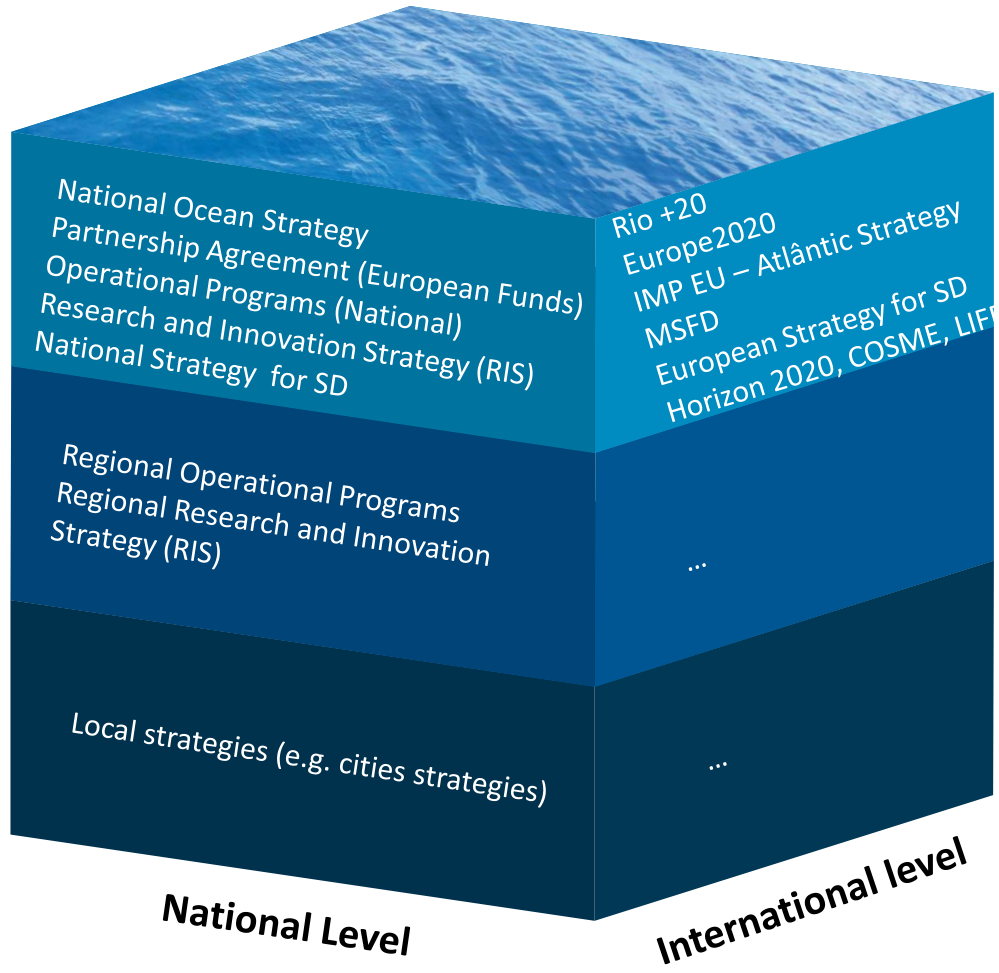 National Ocean Strategy
Partnership Agreement (European Funds)
Operational Programs (National)
Research and Innovation Strategy (RIS)
National Strategy for SD
Regional Operational Programs
Regional Research and Innovation
Strategy (RIS)
Local strategies (e.g. cities strategies)
National Level
Rio +20
Europe2020
IMP EU – Atlântic Strategy
MSFD
European Strategy for SD
Horizon 2020, COSME,
...
...
International level